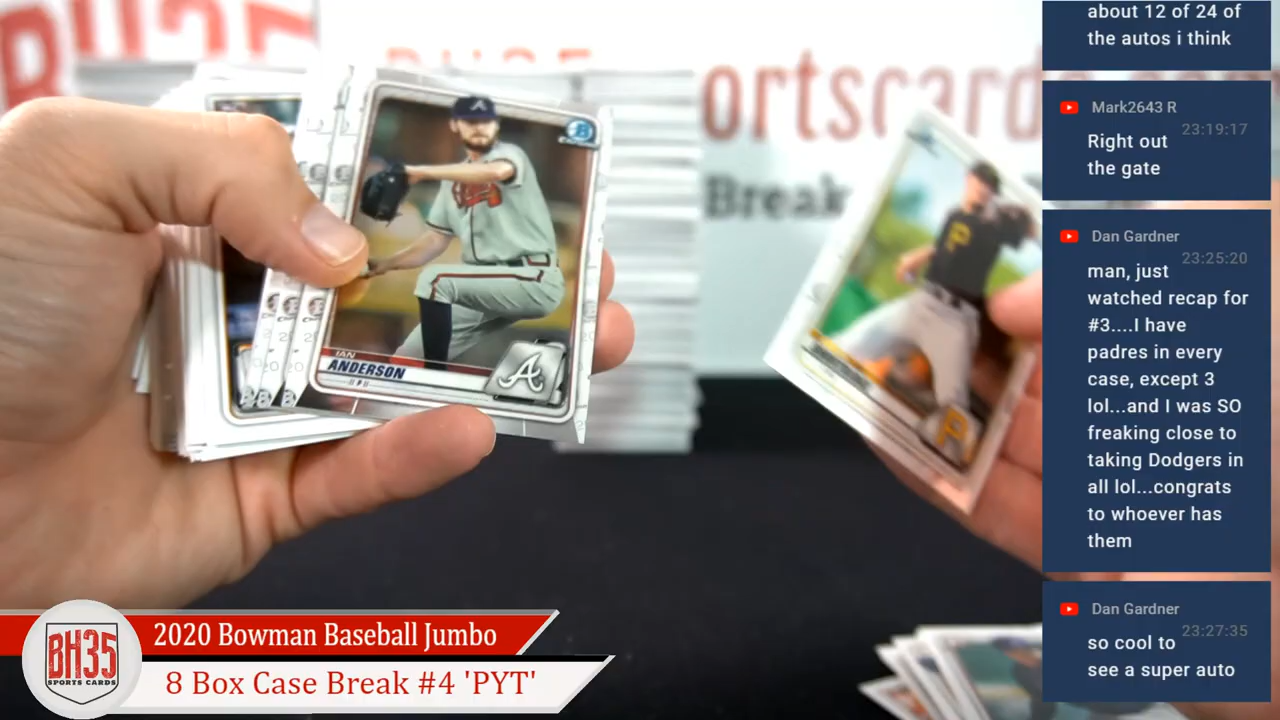 about 12 of 24 of
the autos i think
Mark2643 R
23:19:17
Right out
the gate
Dan Gardner
23:25:20
man, just
watched recap for
#3....I have
padres in every
case, except 3
lol...and I was SO
freaking close to
taking Dodgers in
all lol...congrats
to whoever has
them
Dan Gardner
23:27:35
so cool to
see a super auto
BH35
ortscards
Break
IAN
ANDERSON
A
P
P
BH35
SPORTS CARDS
2020 Bowman Baseball Jumbo
8 Box Case Break #4 'PYT'